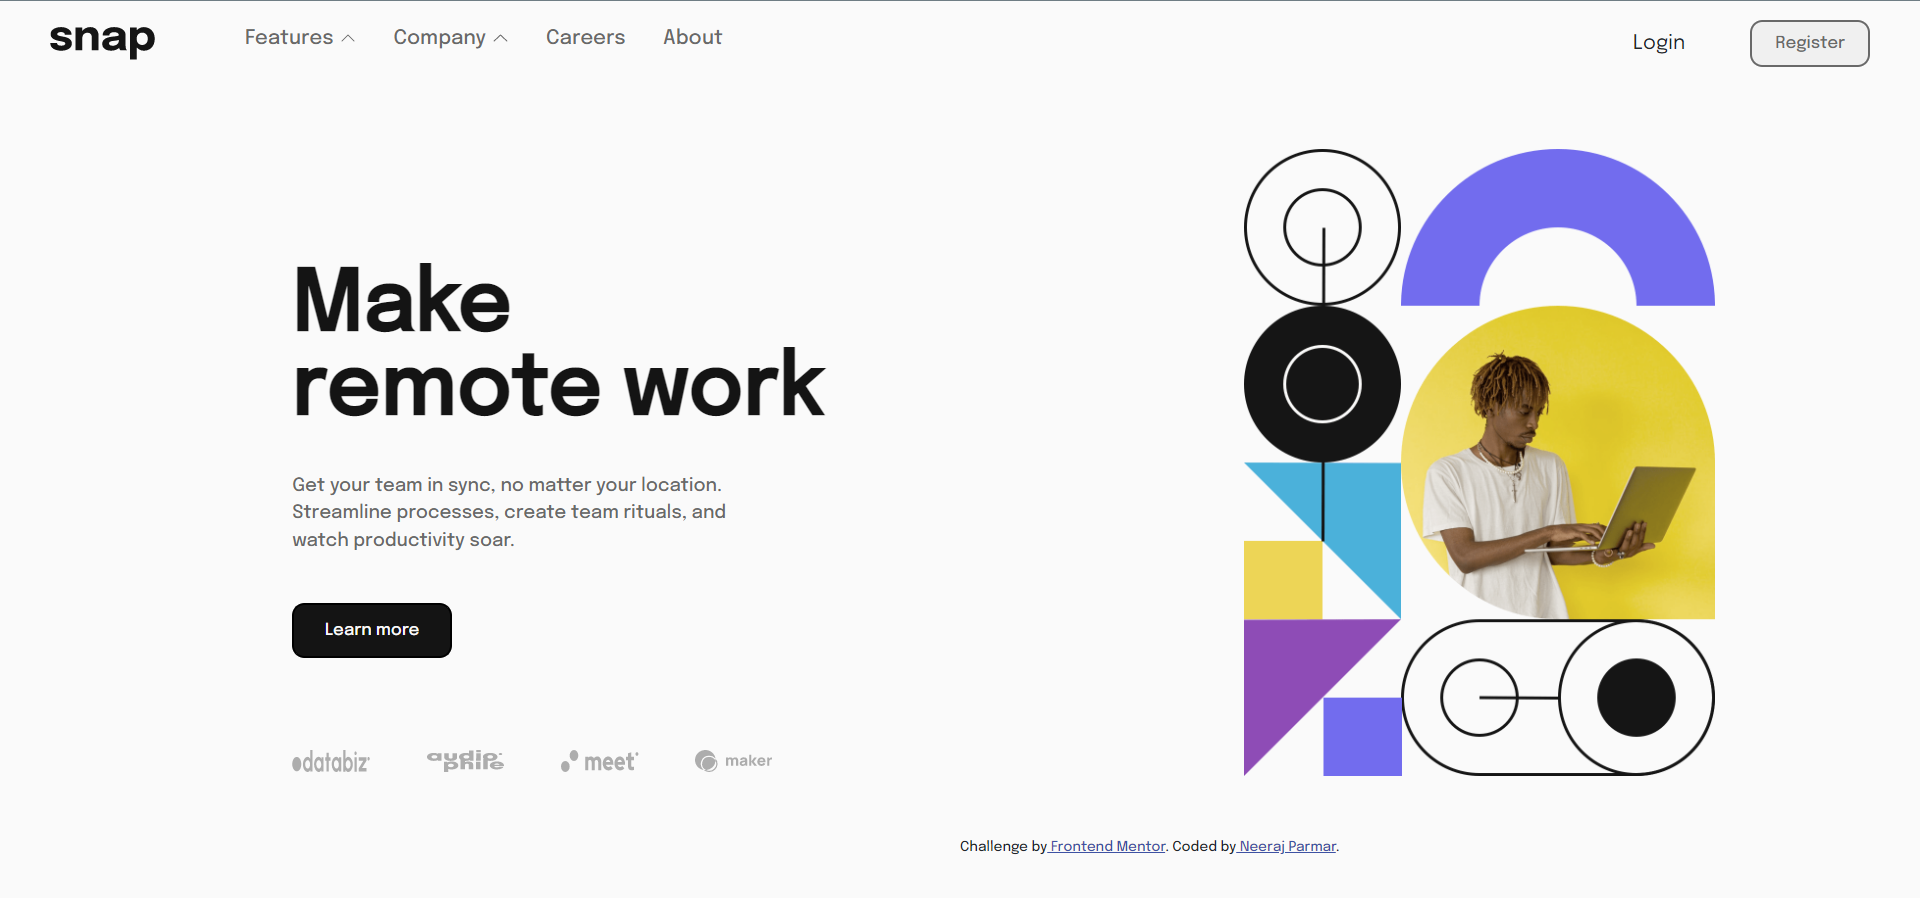 snap
Features Company Careers About
Login
Register
Make
remote work
Get your team in sync, no matter your location.
Streamline processes, create team rituals, and
watch productivity soar.
Learn more
databiz audiophile meet maker
Challenge by Frontend Mentor. Coded by Neeraj Parmar.